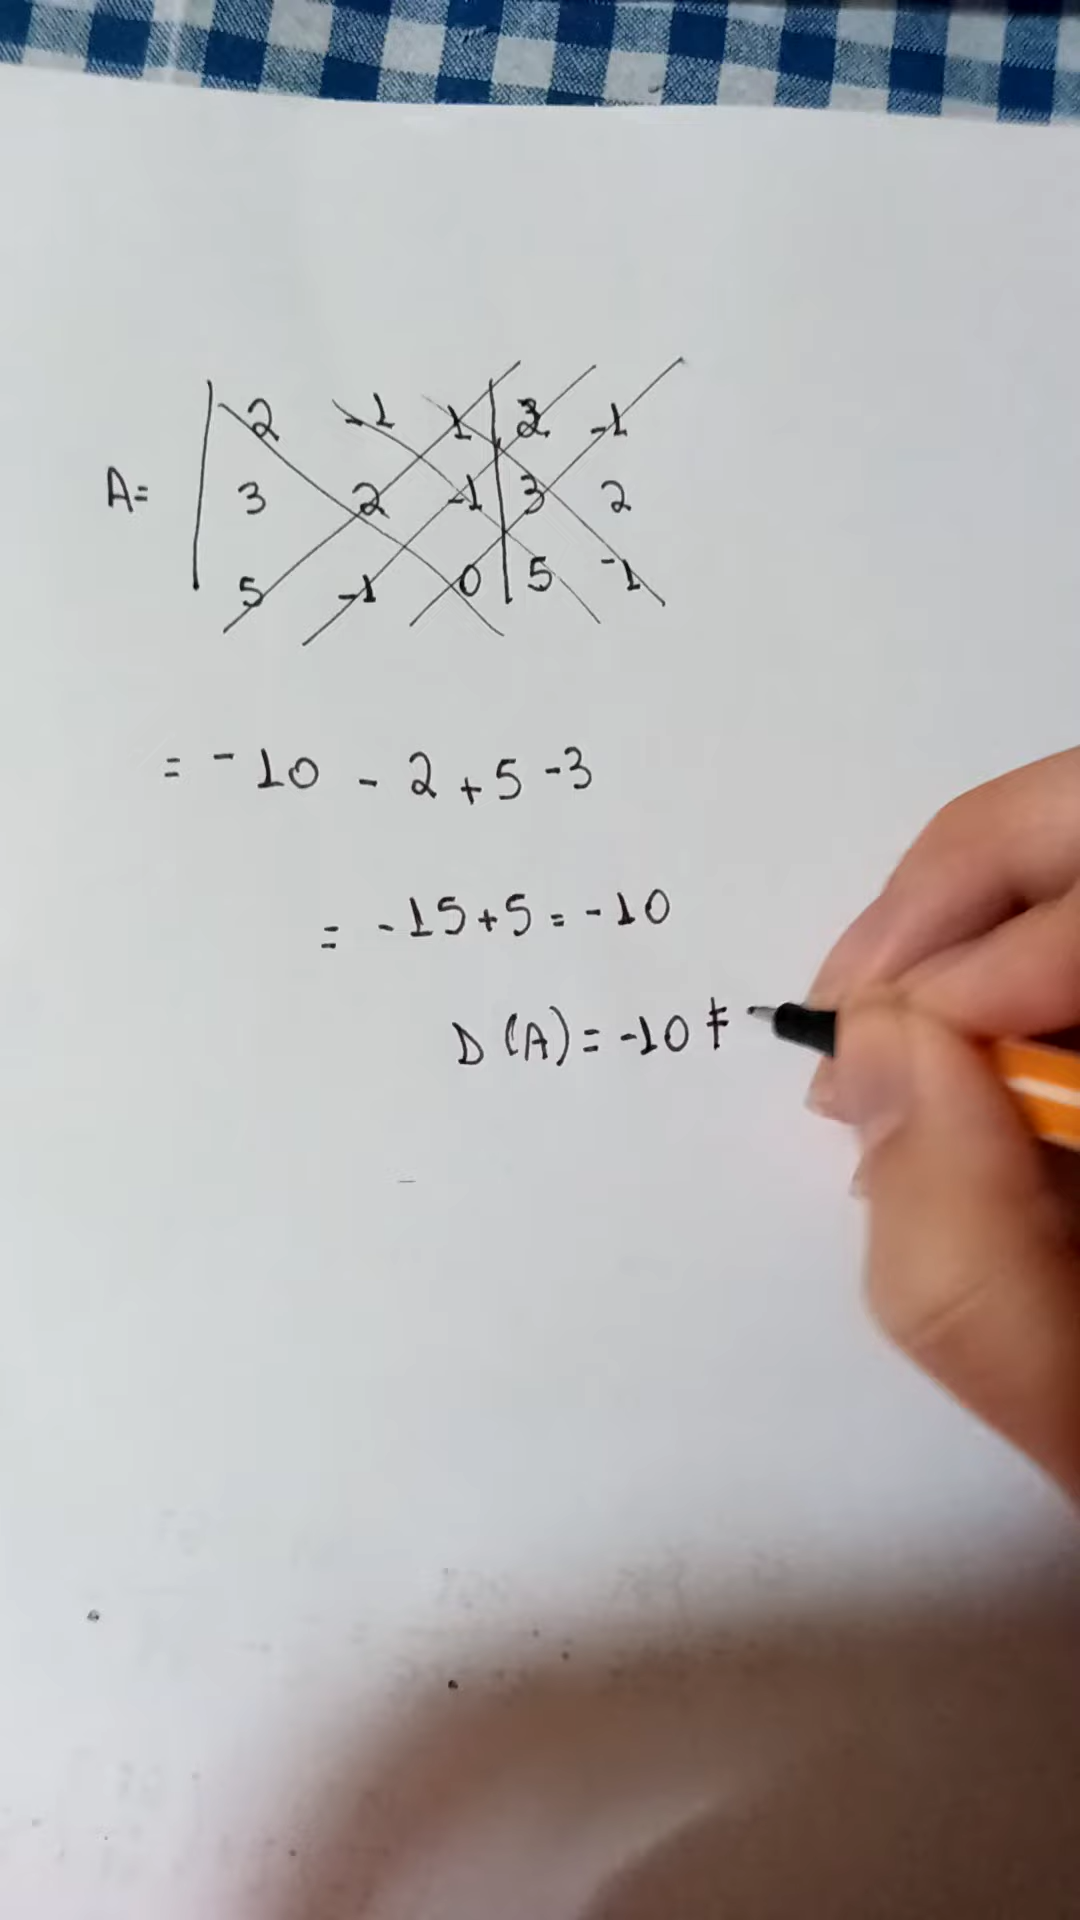 2 -1 1 2 -1
A= 3 2 -1 3 2
5 -1 0 5 -1
= -10 - 2 + 5 -3
= -15+5 = -10
D (A) = -10 ≠